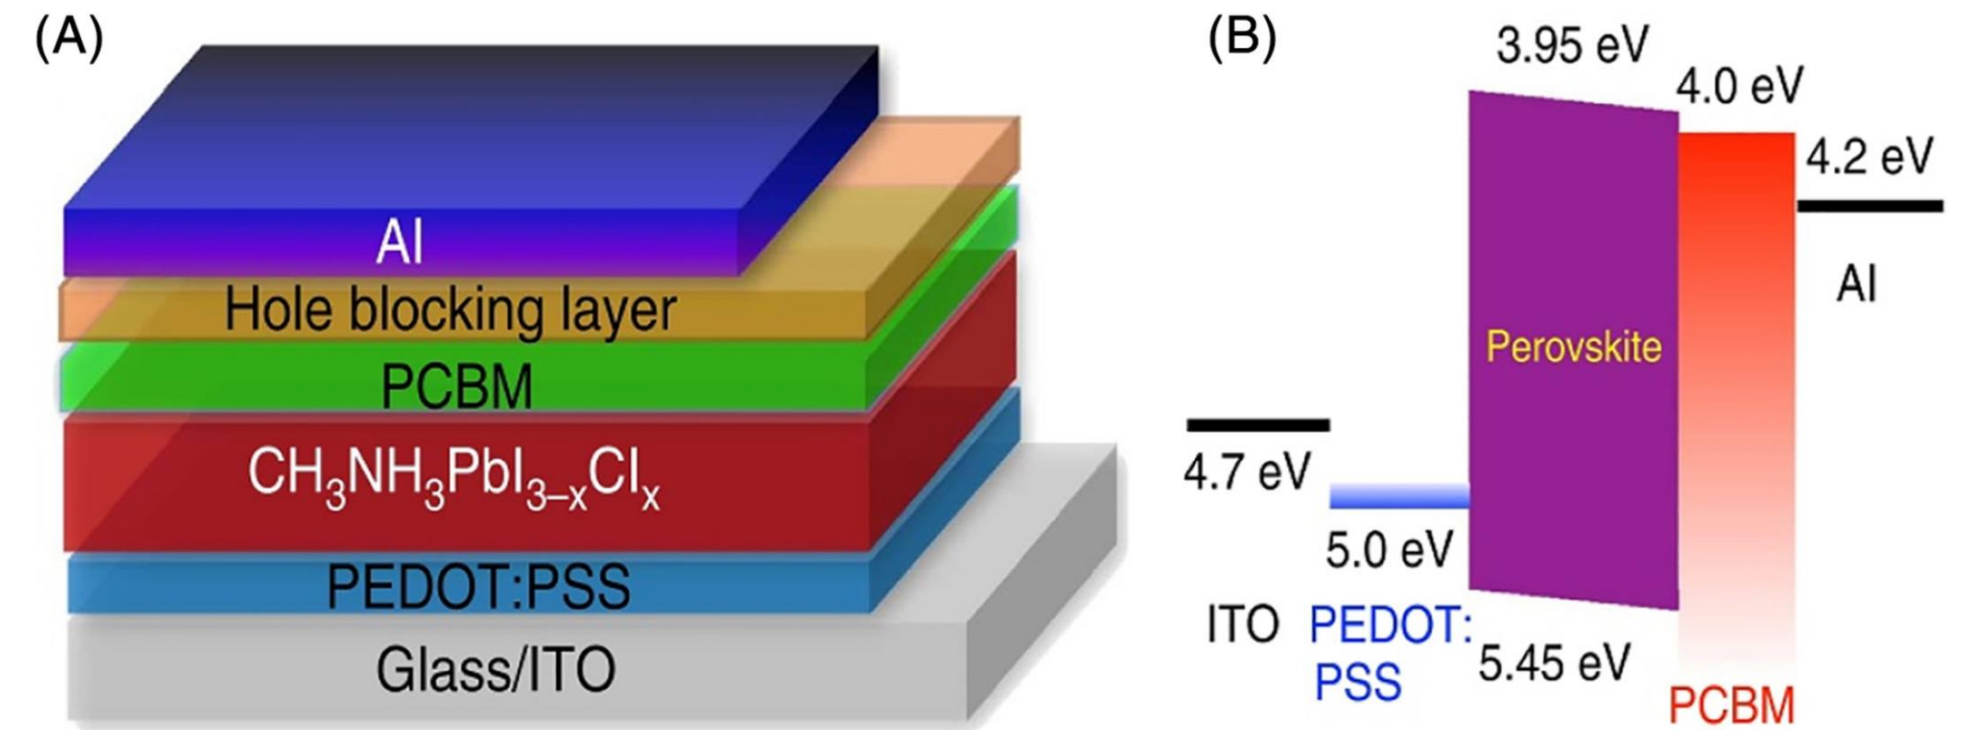 (A)
Al
Hole blocking layer
PCBM
CH₃NH₃PbI₃₋ₓClₓ
PEDOT:PSS
Glass/ITO
(B)
3.95 eV
4.0 eV
4.2 eV
Al
Perovskite
4.7 eV
5.0 eV
ITO
PEDOT:
PSS
5.45 eV
PCBM